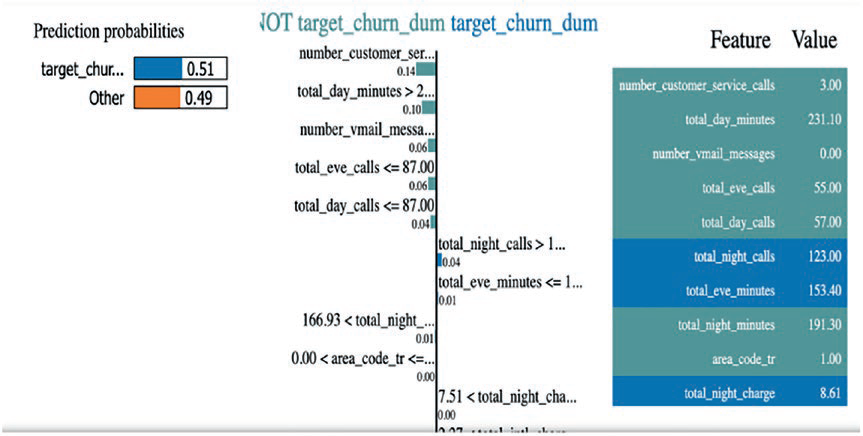 Prediction probabilities
target_chur... 0.51
Other 0.49
NOT target_churn_dum target_churn_dum
number_customer_ser...
0.14
total_day_minutes > 2...
0.10
number_vmail_messa...
0.06
total_eve_calls <= 87.00
0.06
total_day_calls <= 87.00
0.04
total_night_calls > 1...
0.04
total_eve_minutes <= 1...
0.01
166.93 < total_night_...
0.01
0.00 < area_code_tr <=...
0.00
7.51 < total_night_cha...
0.00
Feature Value
number_customer_service_calls 3.00
total_day_minutes 231.10
number_vmail_messages 0.00
total_eve_calls 55.00
total_day_calls 57.00
total_night_calls 123.00
total_eve_minutes 153.40
total_night_minutes 191.30
area_code_tr 1.00
total_night_charge 8.61